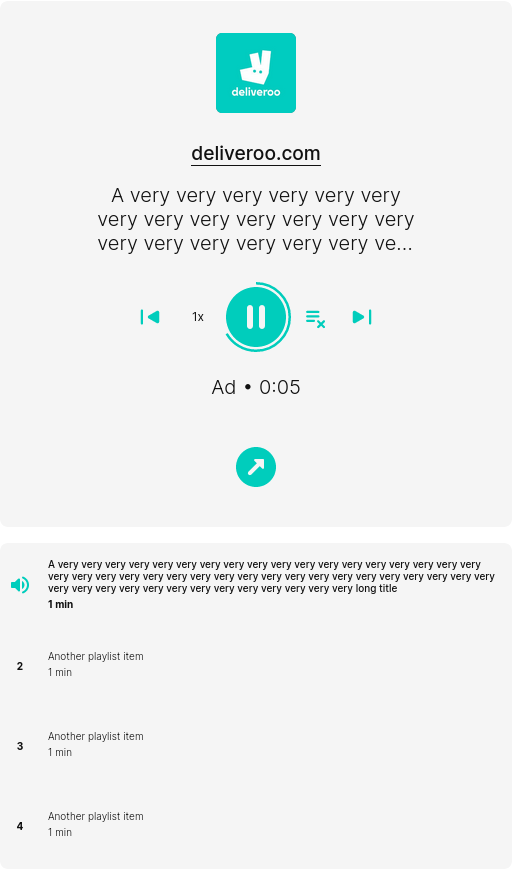 deliveroo
deliveroo.com
A very very very very very very
very very very very very very very
very very very very very very ve...
1x
Ad • 0:05
A very very very very very very very very very very very very very very very very very very
very very very very very very very very very very very very very very very very very very very
very very very very very very very very very very very very very long title
1 min
2
Another playlist item
1 min
3
Another playlist item
1 min
4
Another playlist item
1 min